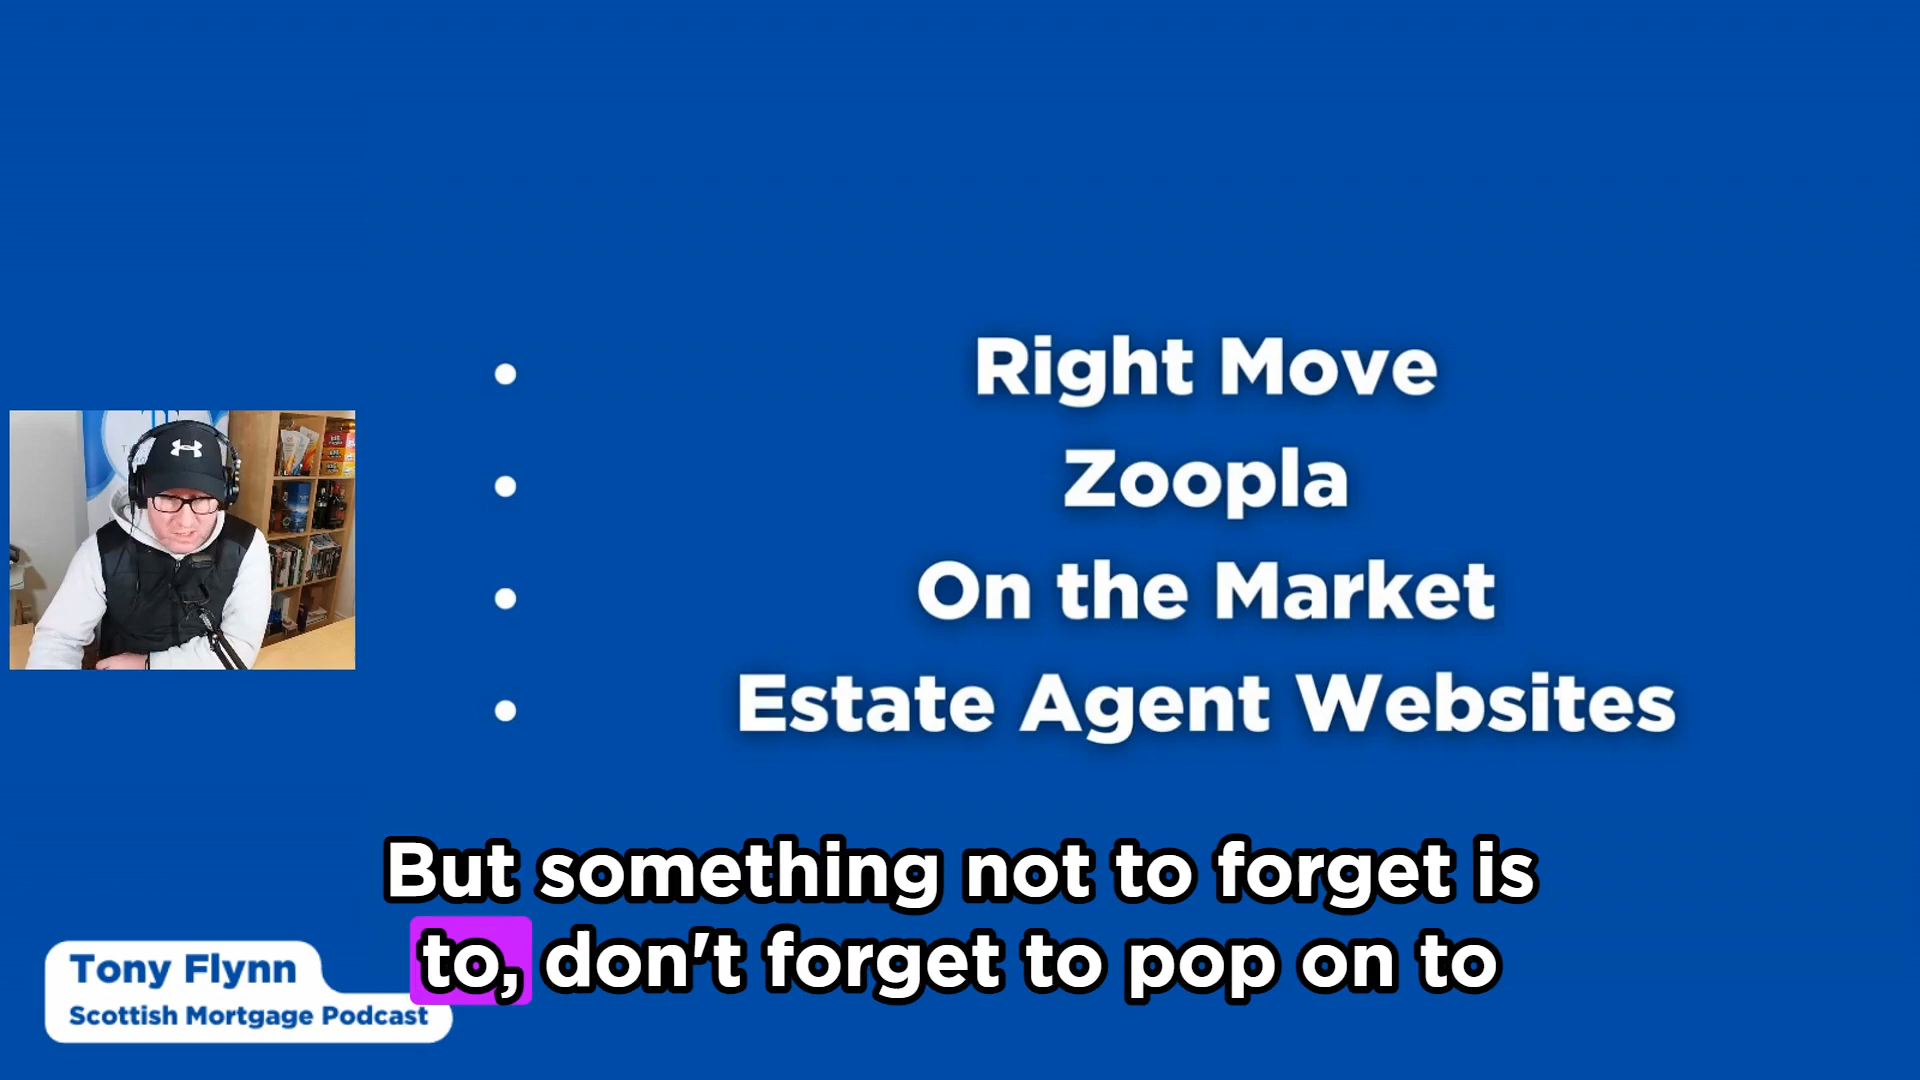 Right Move
Zoopla
On the Market
Estate Agent Websites
But something not to forget is
to, don't forget to pop on to
Tony Flynn
Scottish Mortgage Podcast